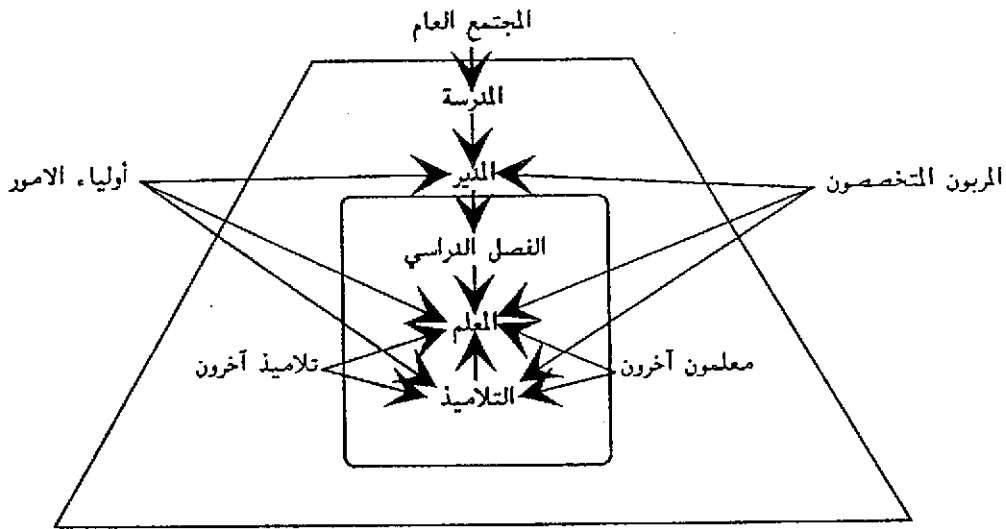 المجتمع العام
المدرسة
المدير
المربون المتخصصون
أولياء الامور
الفصل الدراسي
المعلم
معلمون آخرون
تلاميذ آخرون
التلاميذ